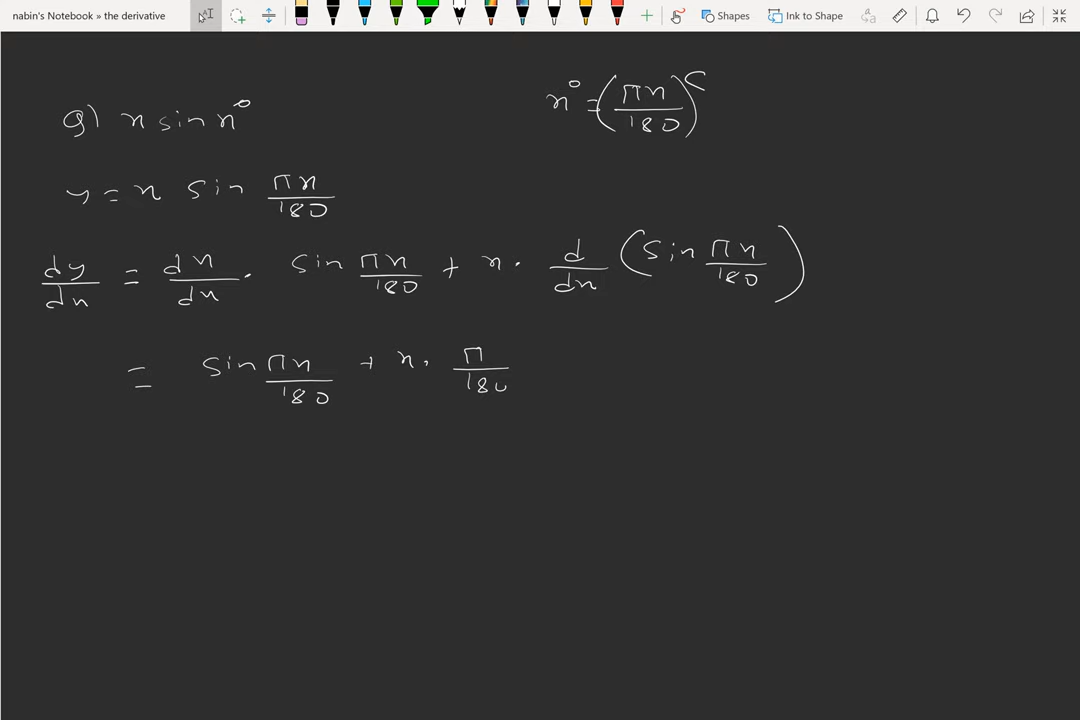 nabin's Notebook » the derivative
Shapes Ink to Shape
Q) x sin x°
x° = (πx/180)ᶜ
y = x sin πx/180
dy/dx = dx/dx . sin πx/180 + x . d/dx (sin πx/180)
= sin πx/180 + x . π/180